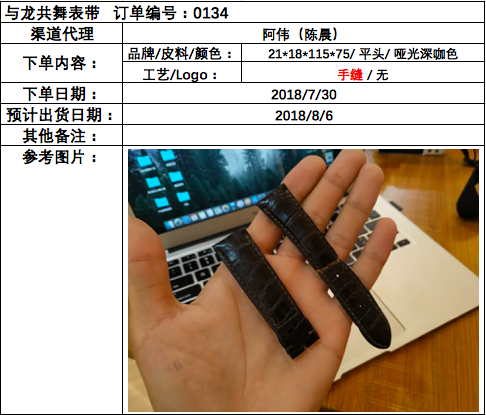 与龙共舞表带 订单编号：0134
渠道代理 阿伟（陈晨）
下单内容： 品牌/皮料/颜色： 21*18*115*75/ 平头/ 哑光深咖色
工艺/Logo： 手缝 / 无
下单日期： 2018/7/30
预计出货日期： 2018/8/6
其他备注：
参考图片：